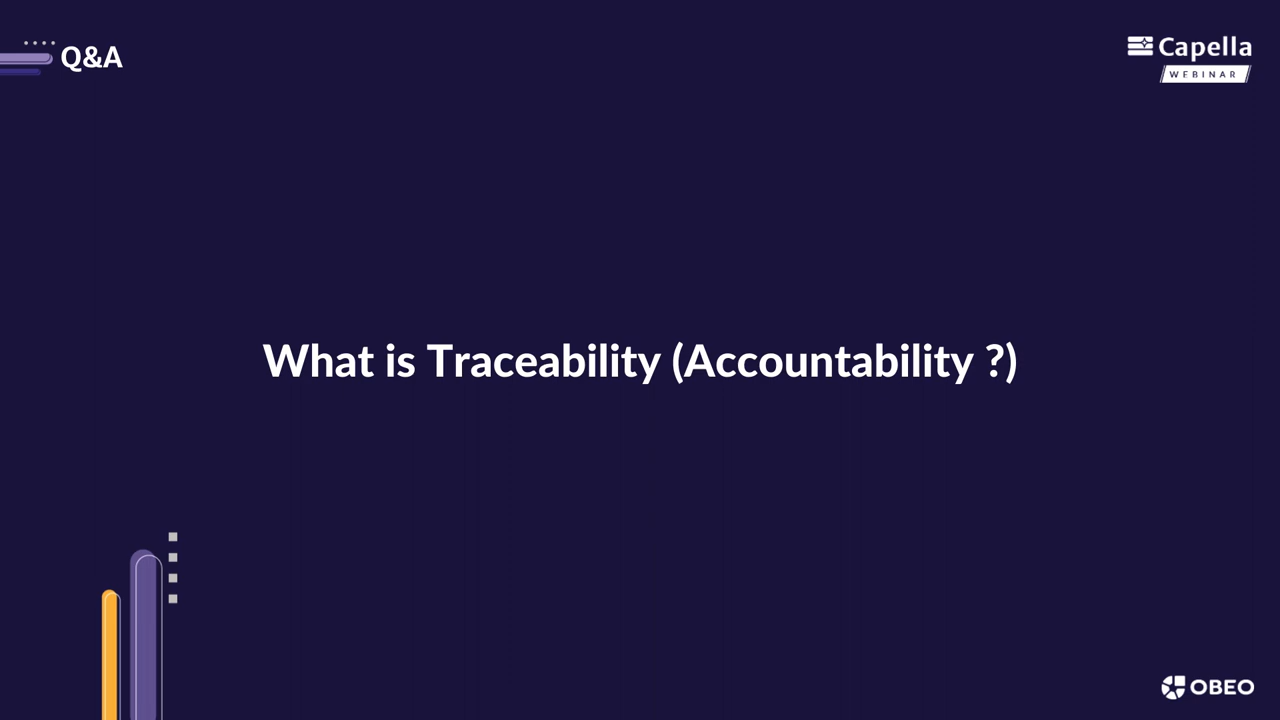 Q&A
Capella
WEBINAR
What is Traceability (Accountability ?)
OBEO